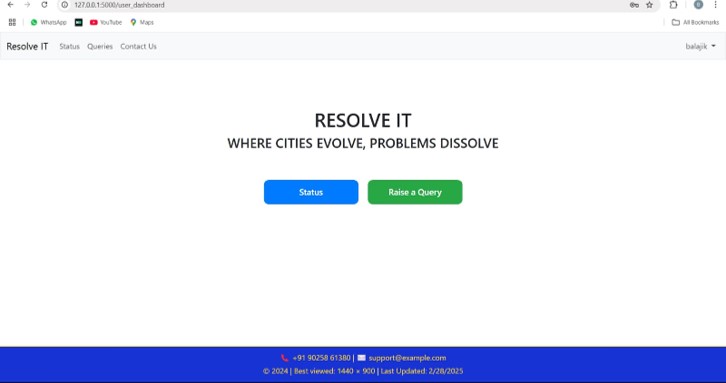 127.0.0.1:5000/user_dashboard
WhatsApp YouTube Maps All Bookmarks
Resolve IT Status Queries Contact Us balajik
RESOLVE IT
WHERE CITIES EVOLVE, PROBLEMS DISSOLVE
Status Raise a Query
+91 90258 61380 | support@example.com
© 2024 | Best viewed: 1440 × 900 | Last Updated: 2/28/2025